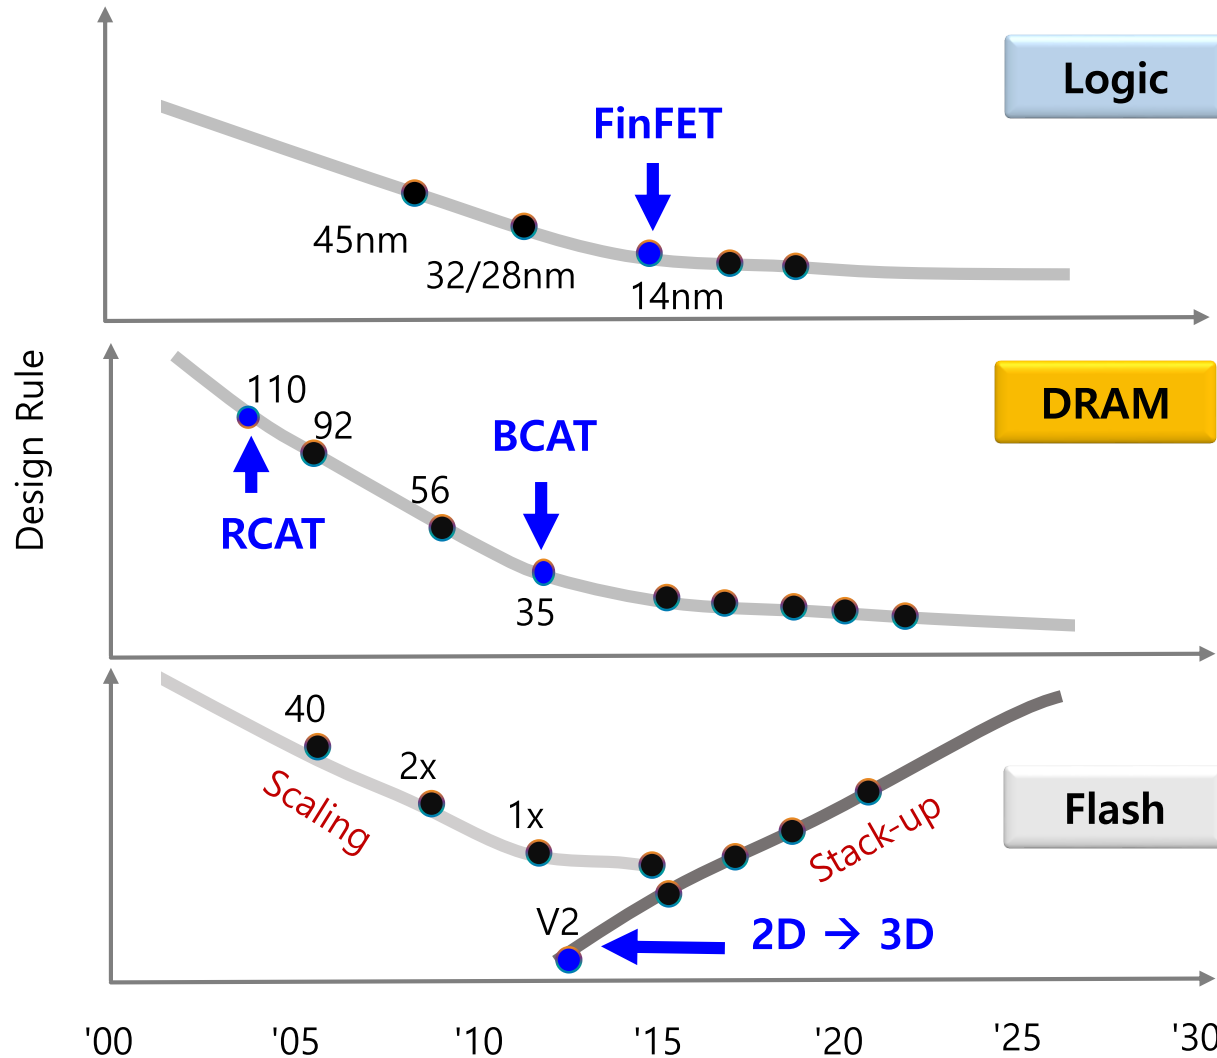 Logic
FinFET
45nm
32/28nm
14nm
Design Rule
DRAM
110
92
BCAT
56
RCAT
35
40
2x
Scaling
1x
Flash
Stack-up
V2
2D → 3D
'00 '05 '10 '15 '20 '25 '30